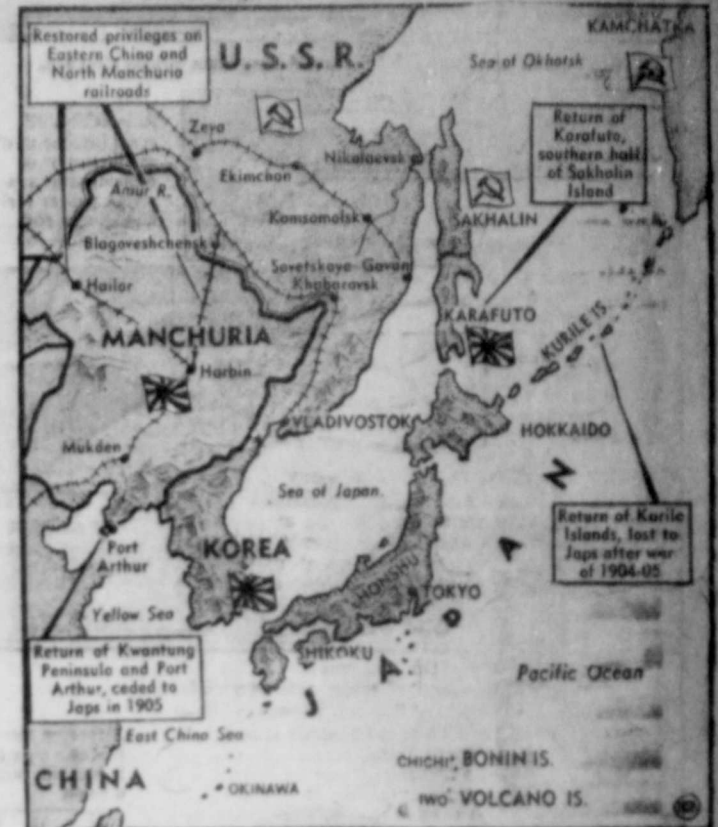 Restored privileges on
Eastern China and
North Manchuria
railroads
U. S. S. R.
KAMCHATKA
Sea of Okhotsk
Return of
Karafuto,
southern half
of Sakhalin
Island
Zeya
Ekimchan
Nikolaevsk
Amur R.
Komsomolsk
SAKHALIN
Blagoveshchensk
Sovetskaya Gavan
Khabarovsk
Hailar
KARAFUTO
KURILE IS
MANCHURIA
Harbin
VLADIVOSTOK
HOKKAIDO
Mukden
Sea of Japan
Return of Kurile
Islands, lost to
Japs after war
of 1904-05
Port
Arthur
KOREA
HONSHU
TOKYO
Yellow Sea
Return of Kwantung
Peninsula and Port
Arthur, ceded to
Japs in 1905
SHIKOKU
JAPAN
Pacific Ocean
East China Sea
CHINA
OKINAWA
CHICHI
BONIN IS.
IWO
VOLCANO IS.